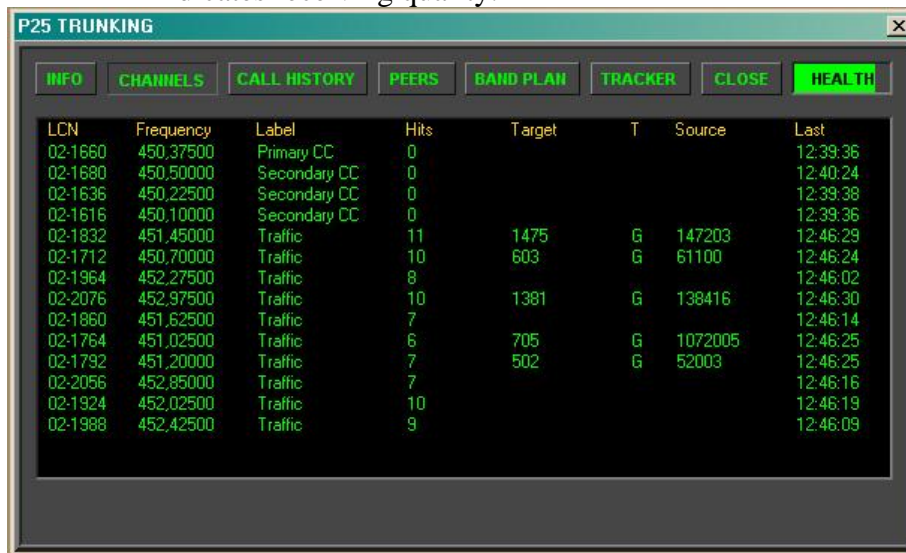 P25 TRUNKING
INFO CHANNELS CALL HISTORY PEERS BAND PLAN TRACKER CLOSE HEALTH
LCN Frequency Label Hits Target T Source Last
02-1660 450,37500 Primary CC 0 12:39:36
02-1680 450,50000 Secondary CC 0 12:40:24
02-1636 450,22500 Secondary CC 0 12:39:38
02-1616 450,10000 Secondary CC 0 12:39:36
02-1832 451,45000 Traffic 11 1475 G 147203 12:46:29
02-1712 450,70000 Traffic 10 603 G 61100 12:46:24
02-1964 452,27500 Traffic 8 12:46:02
02-2076 452,97500 Traffic 10 1381 G 138416 12:46:30
02-1860 451,62500 Traffic 7 12:46:14
02-1764 451,02500 Traffic 6 705 G 1072005 12:46:25
02-1792 451,20000 Traffic 7 502 G 52003 12:46:25
02-2056 452,85000 Traffic 7 12:46:16
02-1924 452,02500 Traffic 10 12:46:19
02-1988 452,42500 Traffic 9 12:46:09